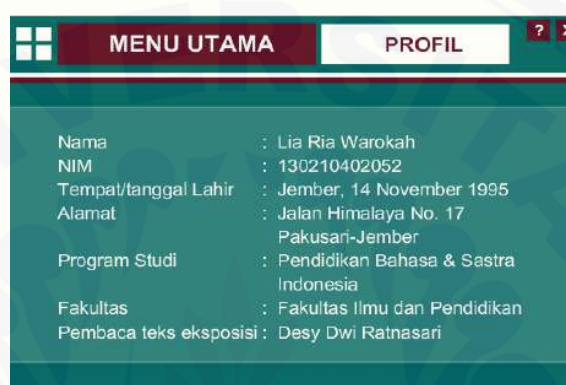 MENU UTAMA PROFIL ? X
Nama : Lia Ria Warokah
NIM : 130210402052
Tempat/tanggal Lahir : Jember, 14 November 1995
Alamat : Jalan Himalaya No. 17
Pakusari-Jember
Program Studi : Pendidikan Bahasa & Sastra
Indonesia
Fakultas : Fakultas Ilmu dan Pendidikan
Pembaca teks eksposisi : Desy Dwi Ratnasari